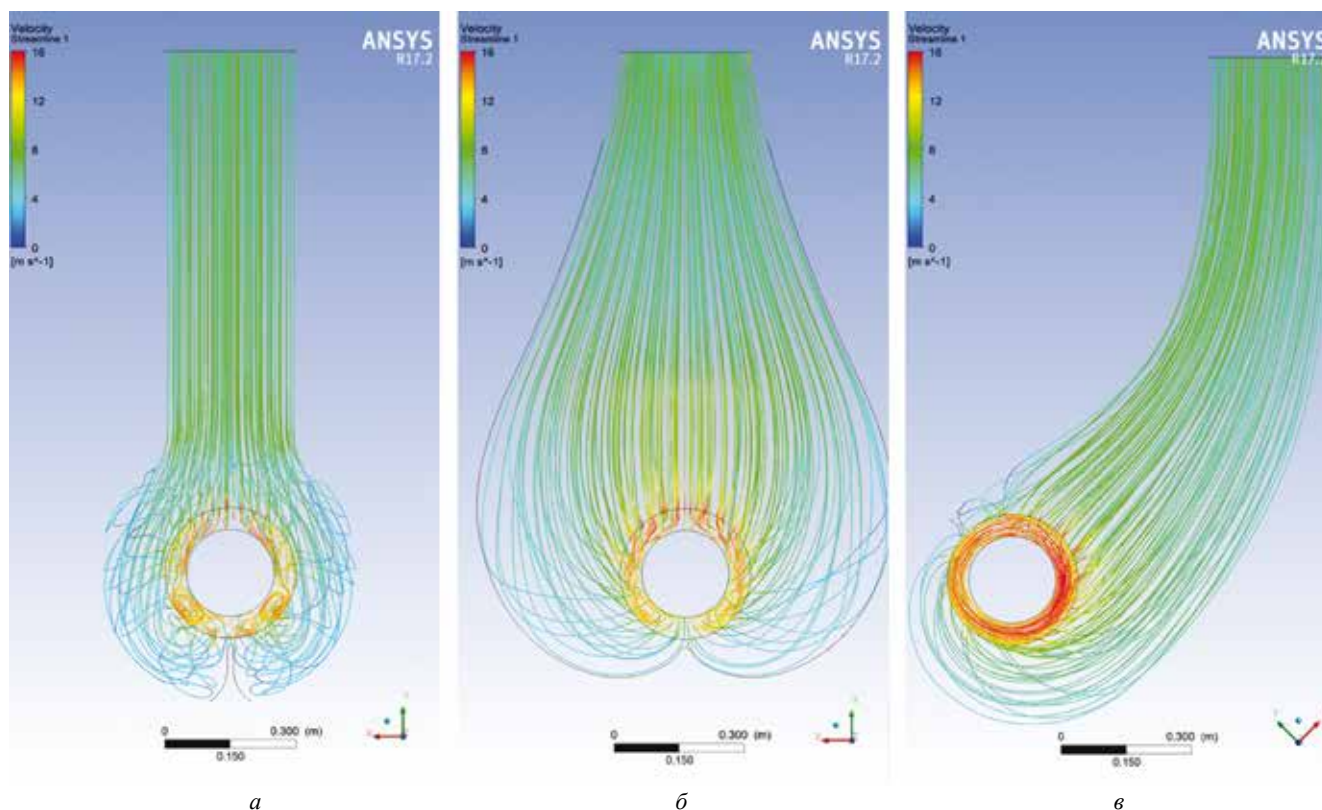 Velocity
Streamline 1
16
12
8
4
0
[m s^-1]
ANSYS
R17.2
0 0.300 (m)
0.150
X
Y
а
Velocity
Streamline 1
16
12
8
4
0
[m s^-1]
ANSYS
R17.2
0 0.300 (m)
0.150
б
Velocity
Streamline 1
16
12
8
4
0
[m s^-1]
ANSYS
R17.2
0 0.300 (m)
0.150
в